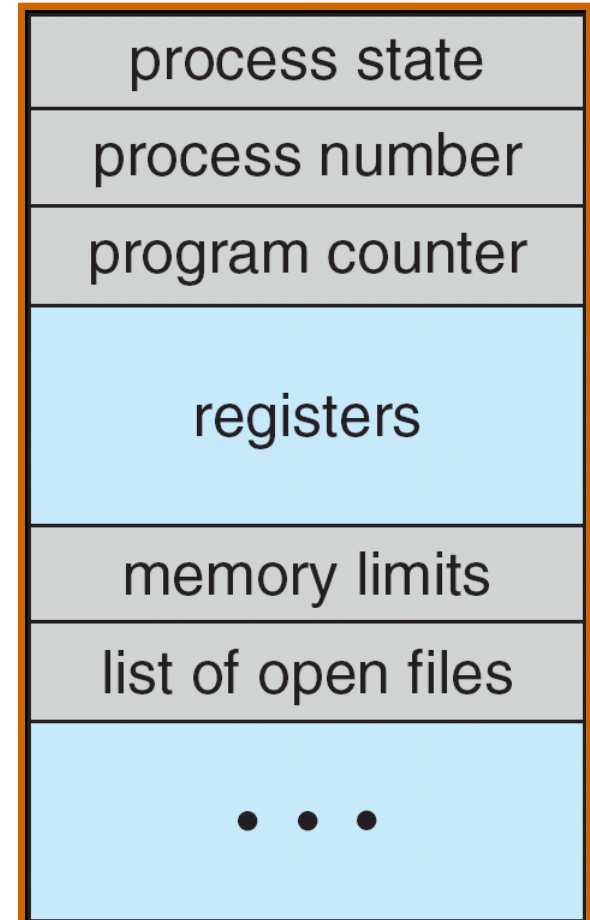 process state
process number
program counter
registers
memory limits
list of open files
• • •